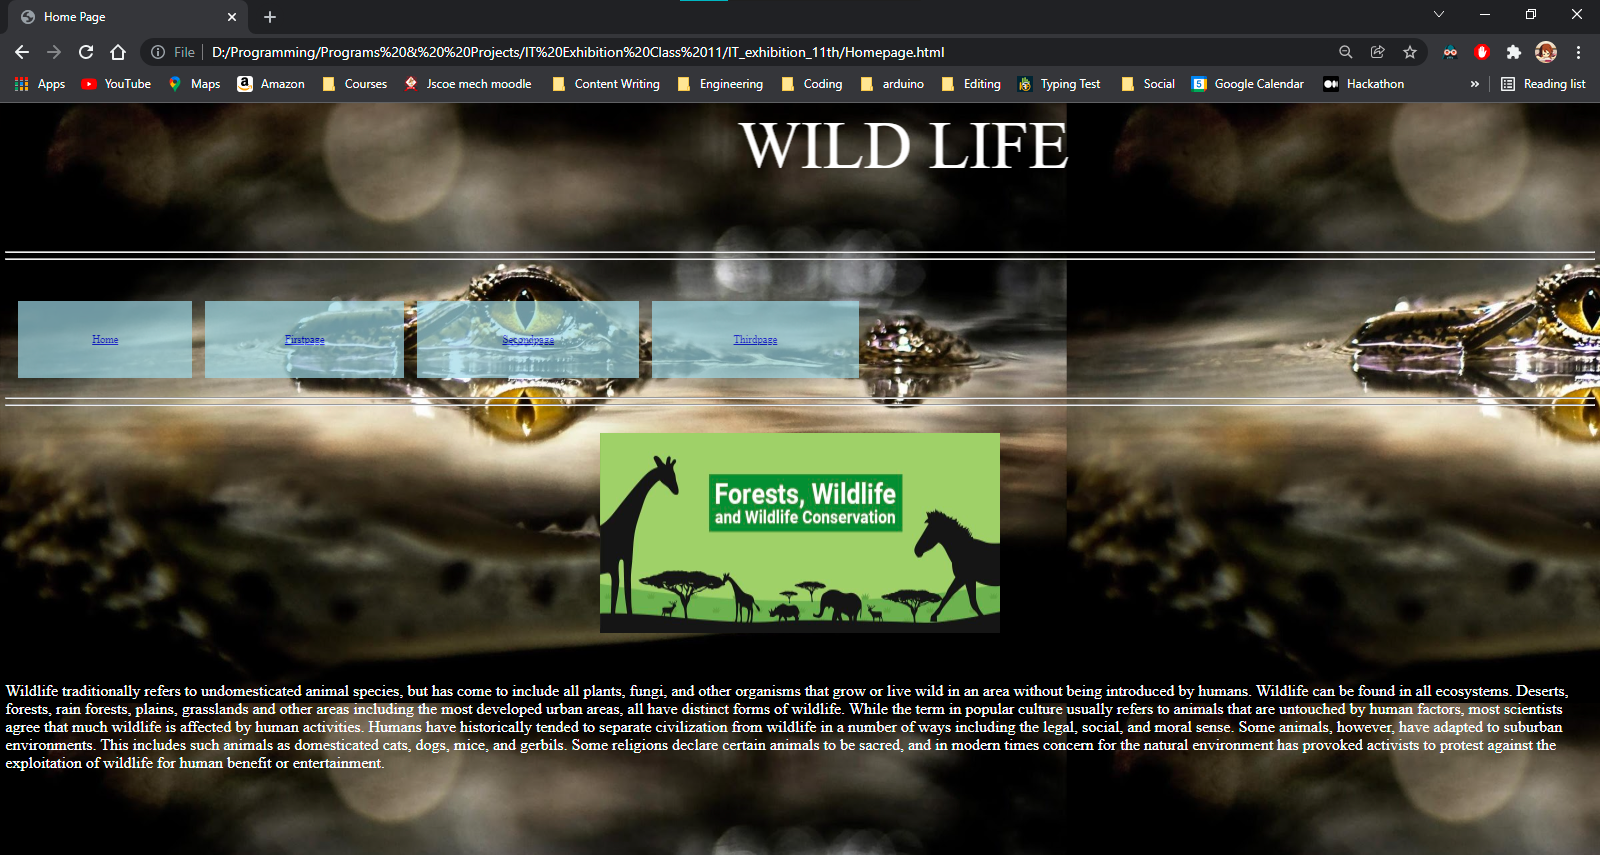 Home Page
File
D:/Programming/Programs%20&%20%20Projects/IT%20Exhibition%20Class%2011/IT_exhibition_11th/Homepage.html
Apps YouTube Maps Amazon Courses Jscoe mech moodle Content Writing Engineering Coding arduino Editing Typing Test Social 5 Google Calendar Hackathon » Reading list
WILD LIFE
Home Firstpage Secondpage Thirdpage
Forests, Wildlife
and Wildlife Conservation
Wildlife traditionally refers to undomesticated animal species, but has come to include all plants, fungi, and other organisms that grow or live wild in an area without being introduced by humans. Wildlife can be found in all ecosystems. Deserts,
forests, rain forests, plains, grasslands and other areas including the most developed urban areas, all have distinct forms of wildlife. While the term in popular culture usually refers to animals that are untouched by human factors, most scientists
agree that much wildlife is affected by human activities. Humans have historically tended to separate civilization from wildlife in a number of ways including the legal, social, and moral sense. Some animals, however, have adapted to suburban
environments. This includes such animals as domesticated cats, dogs, mice, and gerbils. Some religions declare certain animals to be sacred, and in modern times concern for the natural environment has provoked activists to protest against the
exploitation of wildlife for human benefit or entertainment.